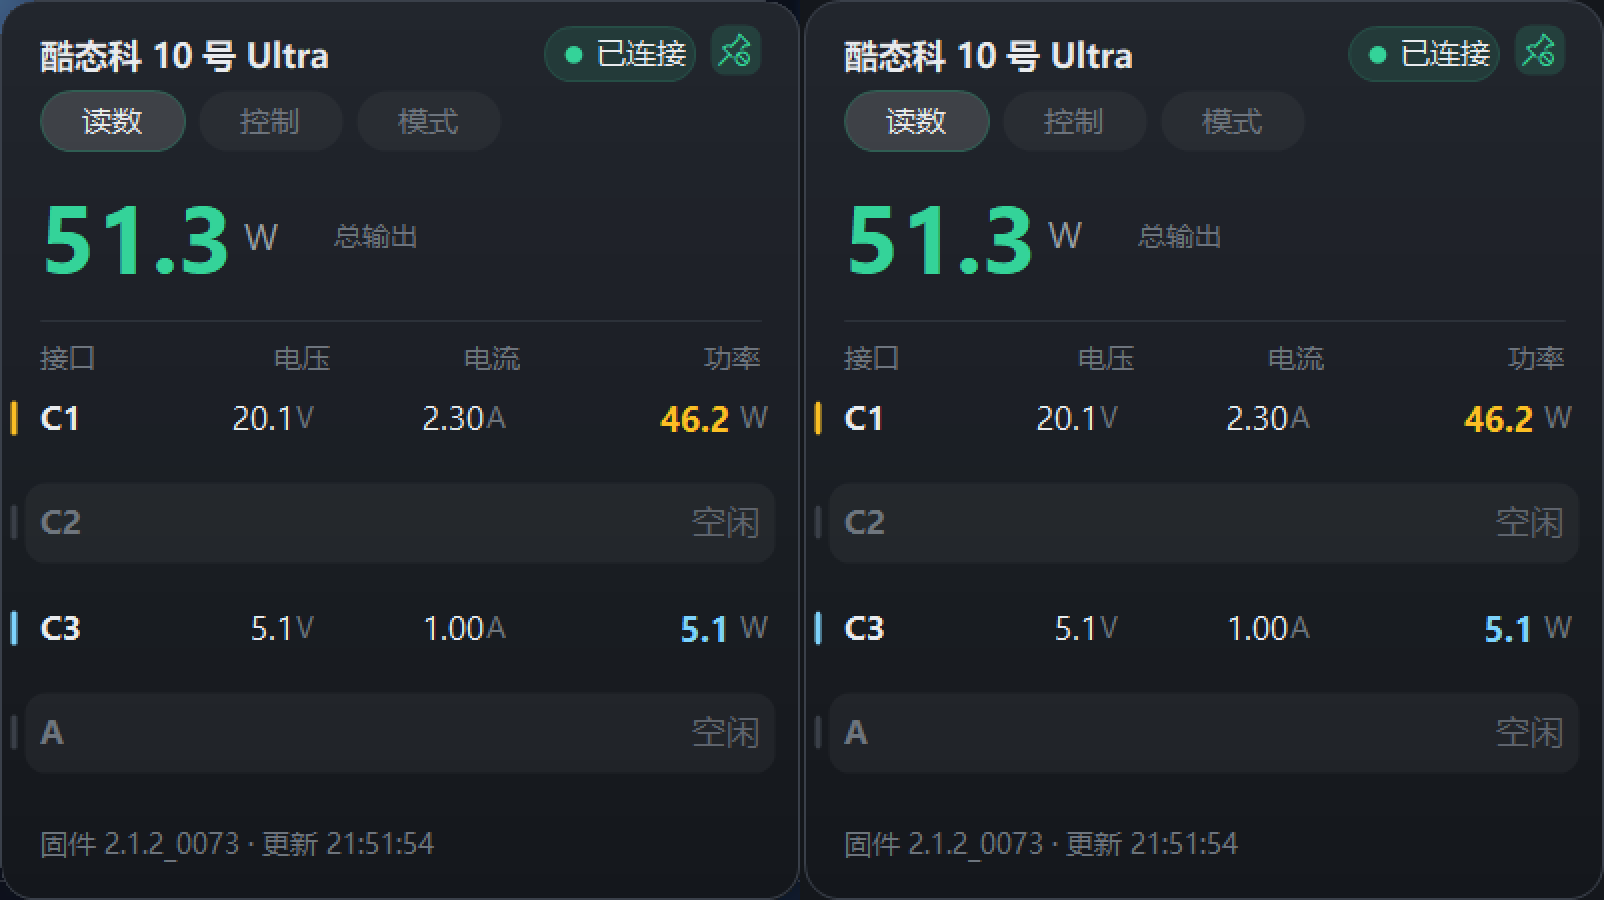 酷态科 10 号 Ultra 已连接
读数 控制 模式
51.3 W 总输出
接口 电压 电流 功率
C1 20.1V 2.30A 46.2 W
C2 空闲
C3 5.1V 1.00A 5.1 W
A 空闲
固件 2.1.2_0073 · 更新 21:51:54
酷态科 10 号 Ultra 已连接
读数 控制 模式
51.3 W 总输出
接口 电压 电流 功率
C1 20.1V 2.30A 46.2 W
C2 空闲
C3 5.1V 1.00A 5.1 W
A 空闲
固件 2.1.2_0073 · 更新 21:51:54